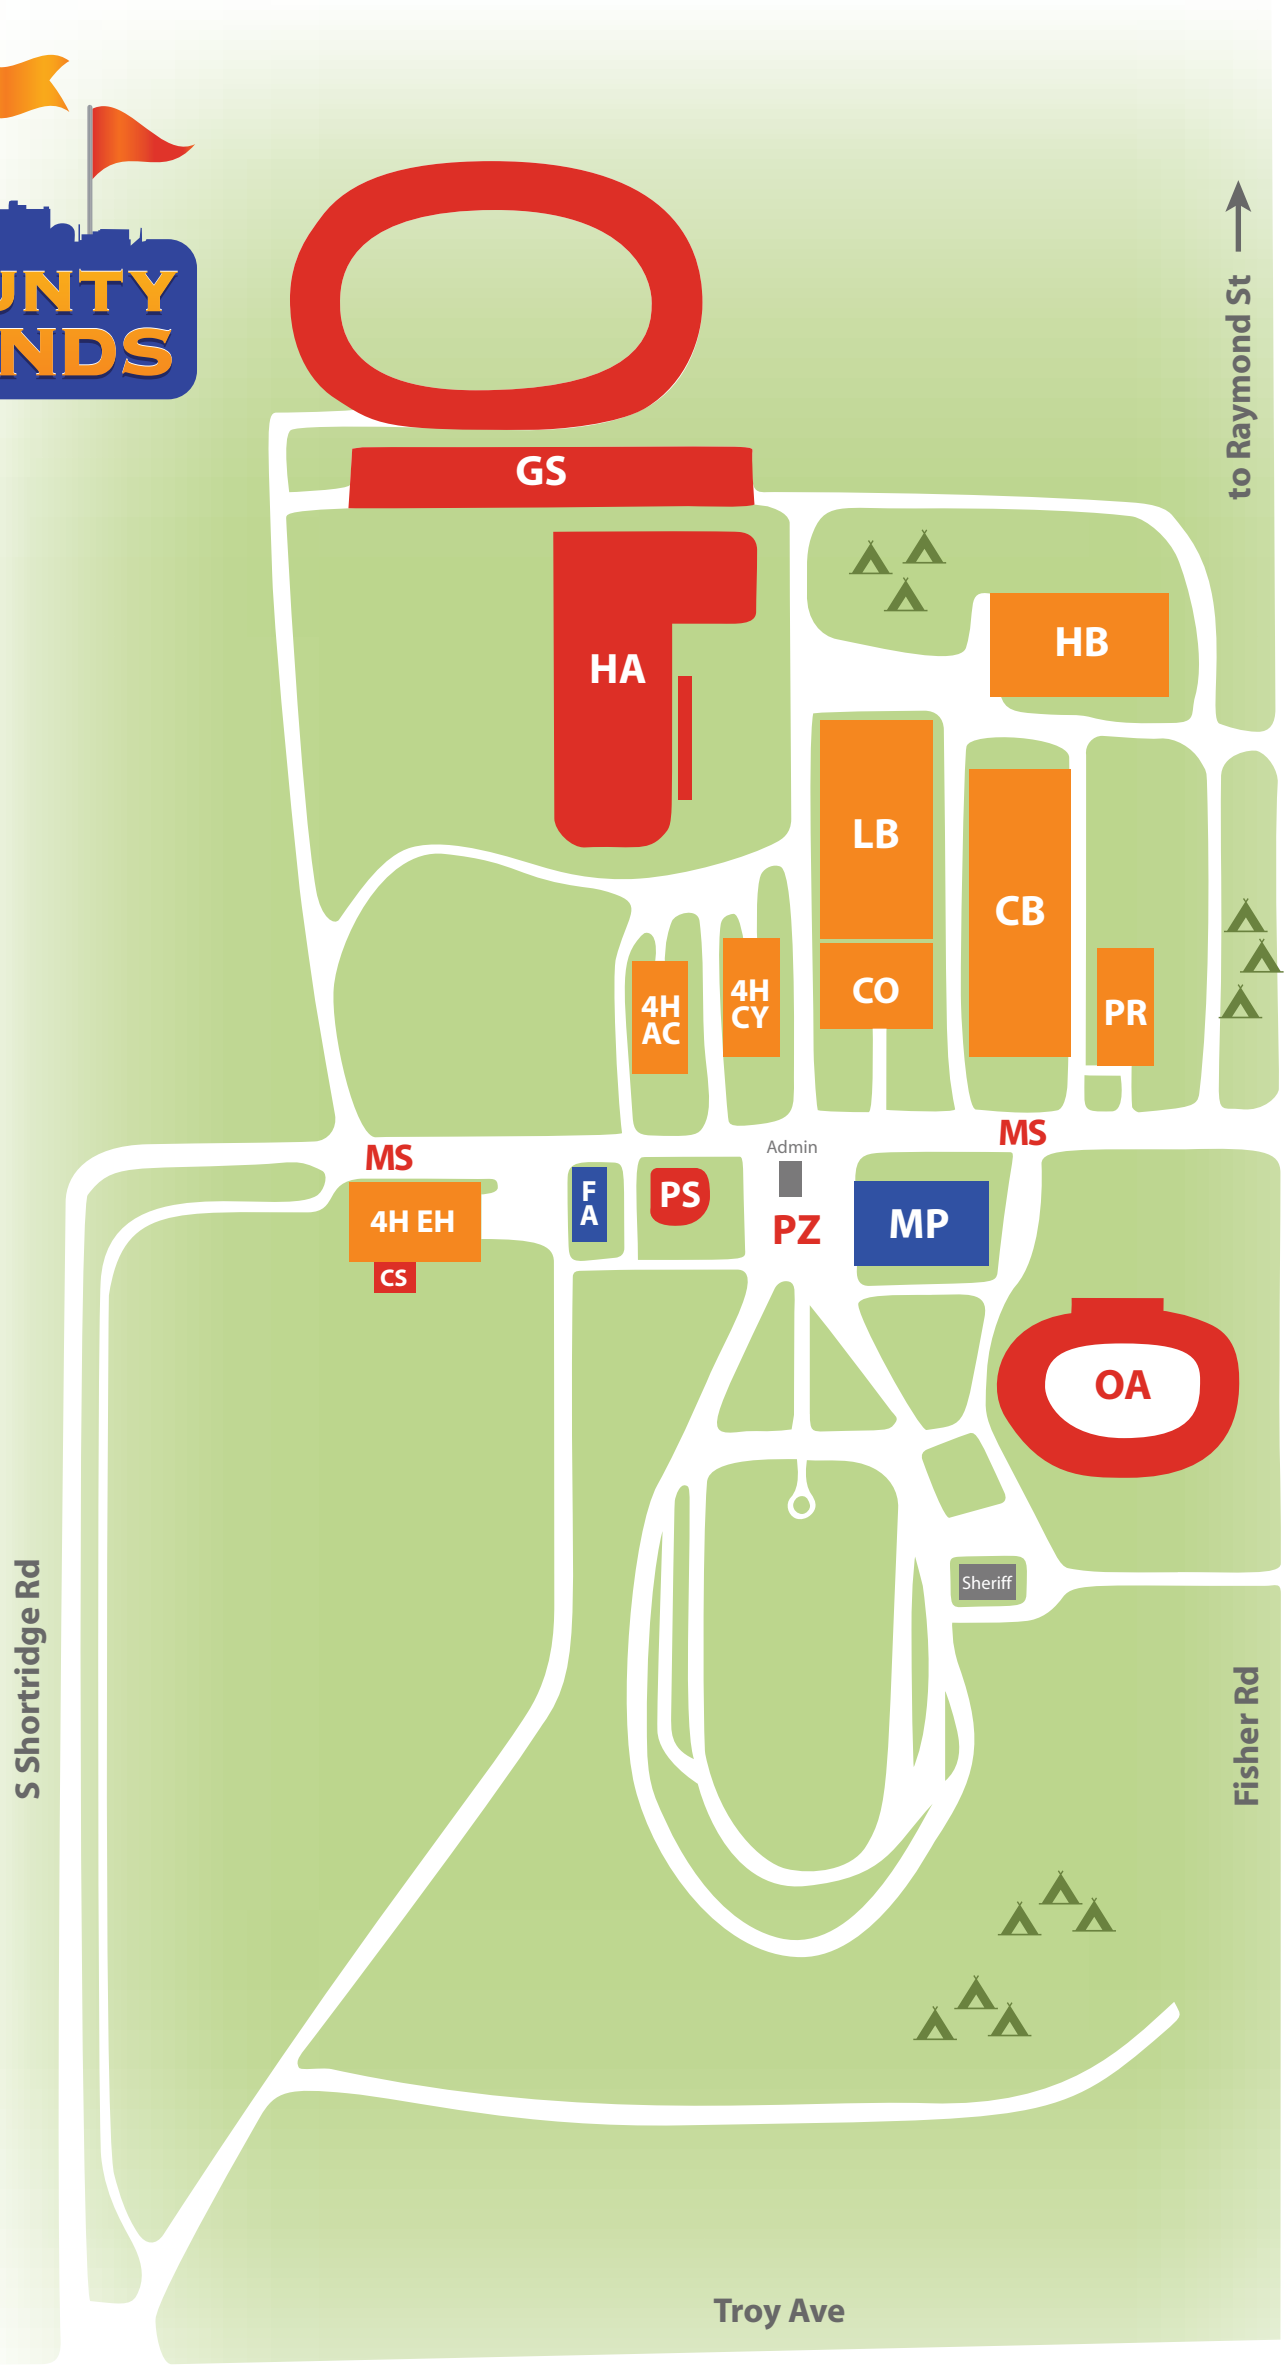 UNTY
NDS
to Raymond St
GS
HA
HB
LB
CB
CO
PR
4H
AC
4H
CY
MS
MS
Admin
F
A
PS
PZ
MP
4H EH
CS
OA
Sheriff
S Shortridge Rd
Fisher Rd
Troy Ave